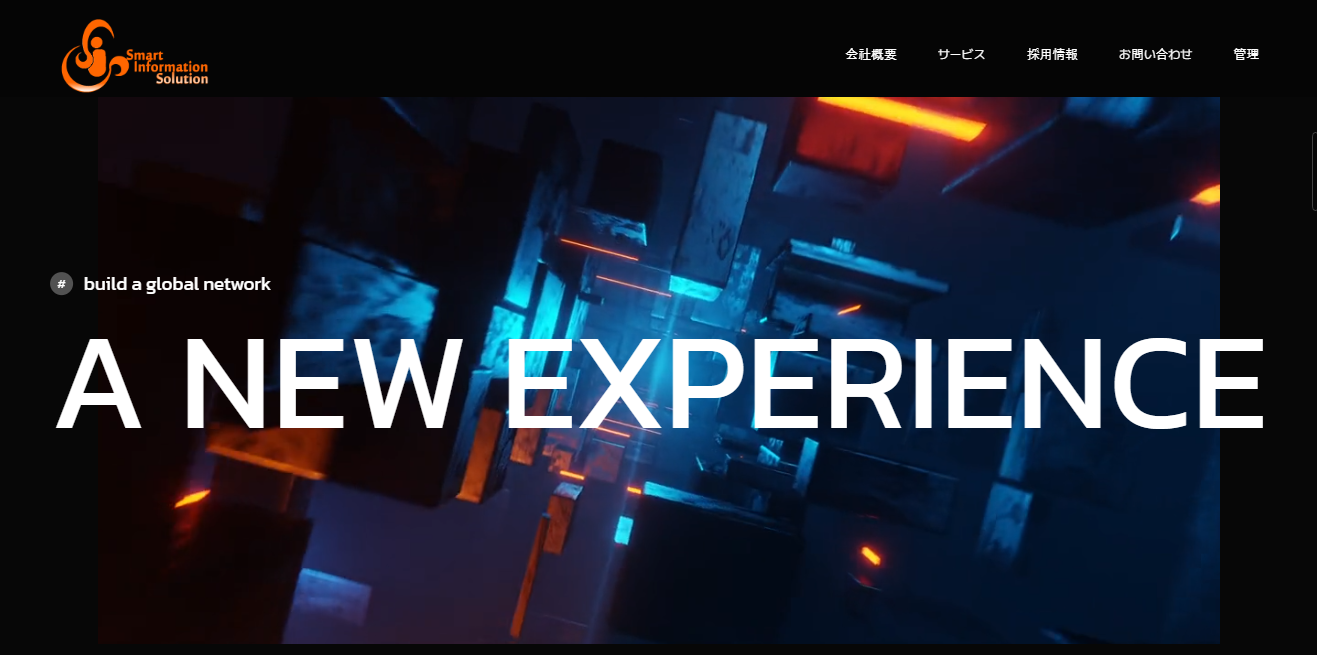 Smart
Information
Solution
会社概要 サービス 採用情報 お問い合わせ 管理
# build a global network
A NEW EXPERIENCE